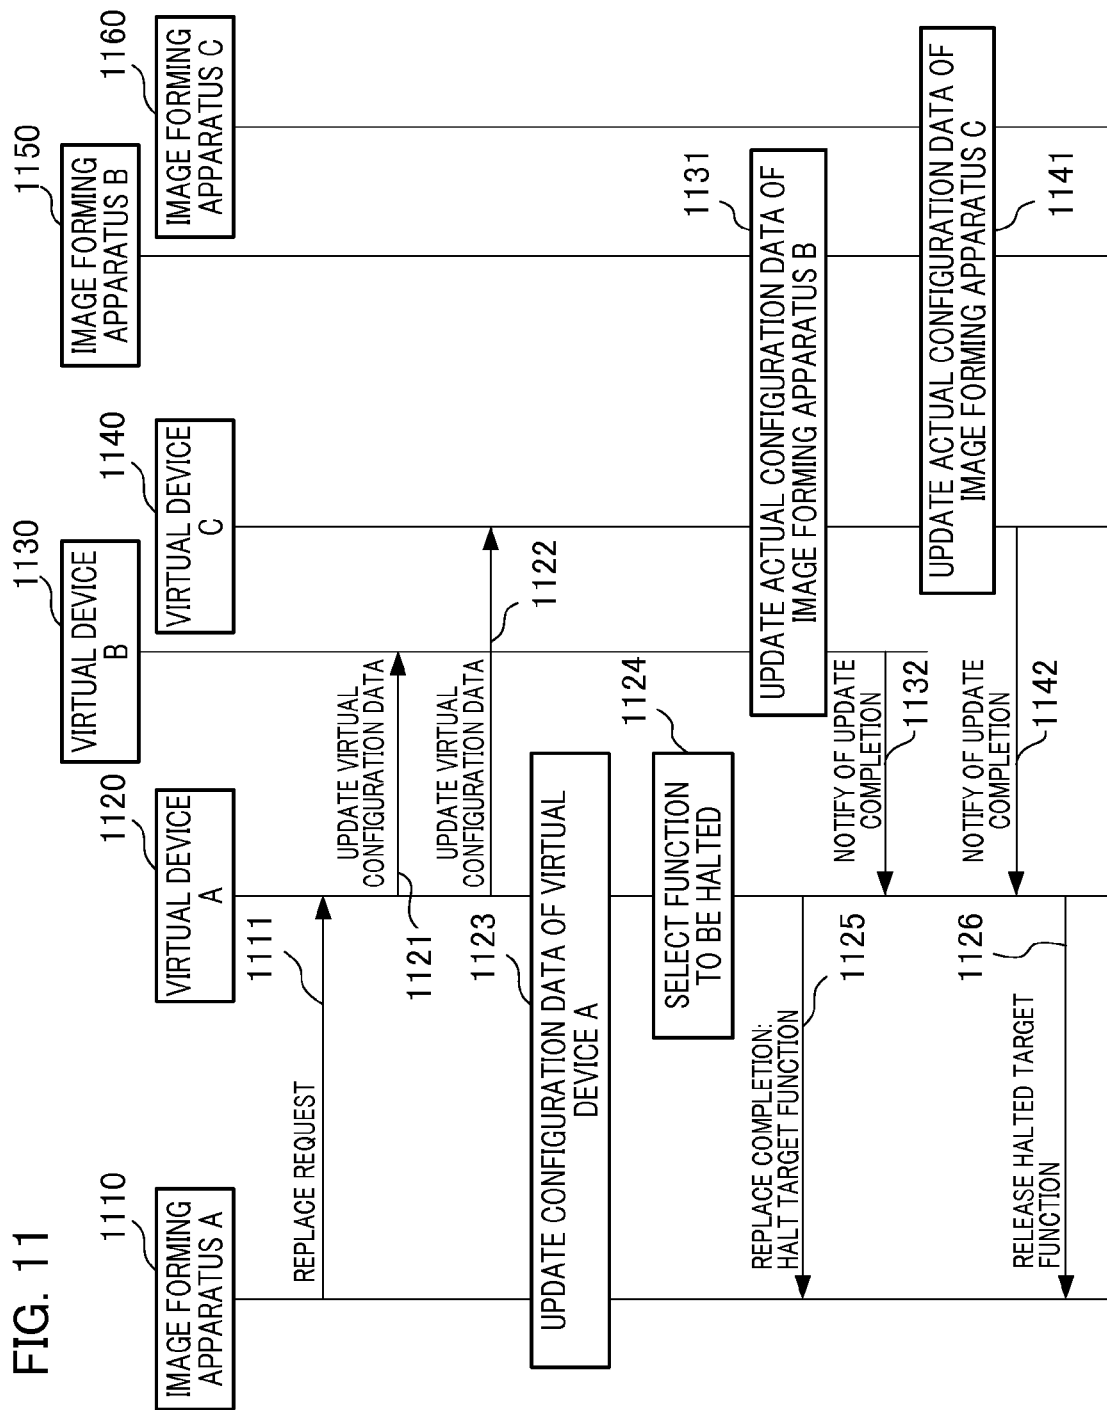 FIG. 11
1110
IMAGE FORMING
APPARATUS A
1120
VIRTUAL DEVICE
A
1130
VIRTUAL DEVICE
B
1140
VIRTUAL DEVICE
C
1150
IMAGE FORMING
APPARATUS B
1160
IMAGE FORMING
APPARATUS C
REPLACE REQUEST
1111
UPDATE VIRTUAL
CONFIGURATION DATA
1121
UPDATE VIRTUAL
CONFIGURATION DATA
1122
1123
UPDATE CONFIGURATION DATA OF VIRTUAL
DEVICE A
1124
SELECT FUNCTION
TO BE HALTED
REPLACE COMPLETION:
HALT TARGET FUNCTION
1125
1131
UPDATE ACTUAL CONFIGURATION DATA OF
IMAGE FORMING APPARATUS B
NOTIFY OF UPDATE
COMPLETION
1132
UPDATE ACTUAL CONFIGURATION DATA OF
IMAGE FORMING APPARATUS C
1141
NOTIFY OF UPDATE
COMPLETION
1142
RELEASE HALTED TARGET
FUNCTION
1126